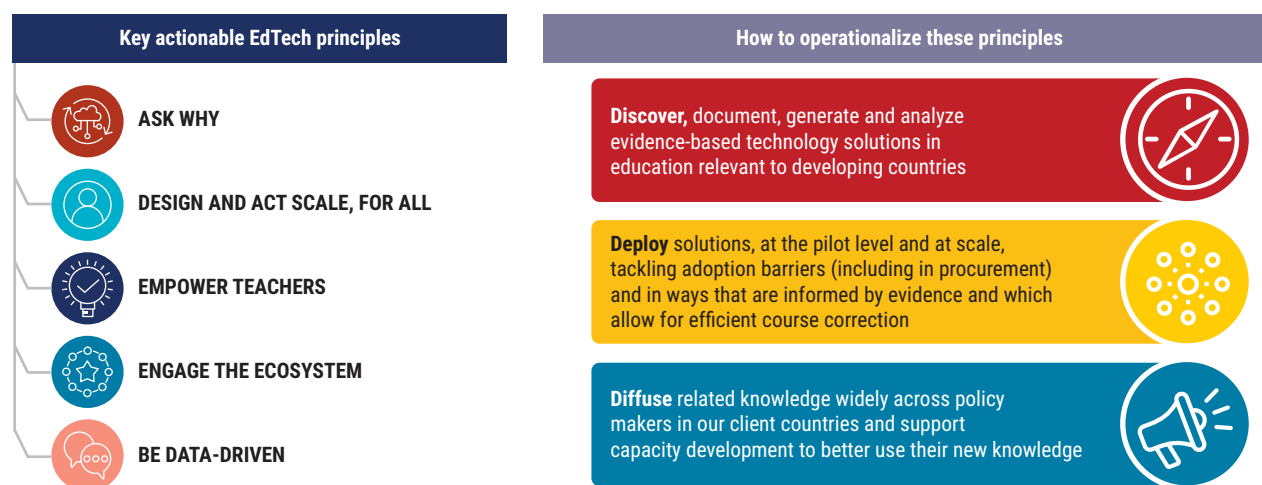 Key actionable EdTech principles
ASK WHY
DESIGN AND ACT SCALE, FOR ALL
EMPOWER TEACHERS
ENGAGE THE ECOSYSTEM
BE DATA-DRIVEN
How to operationalize these principles
Discover, document, generate and analyze
evidence-based technology solutions in
education relevant to developing countries
Deploy solutions, at the pilot level and at scale,
tackling adoption barriers (including in procurement)
and in ways that are informed by evidence and which
allow for efficient course correction
Diffuse related knowledge widely across policy
makers in our client countries and support
capacity development to better use their new knowledge